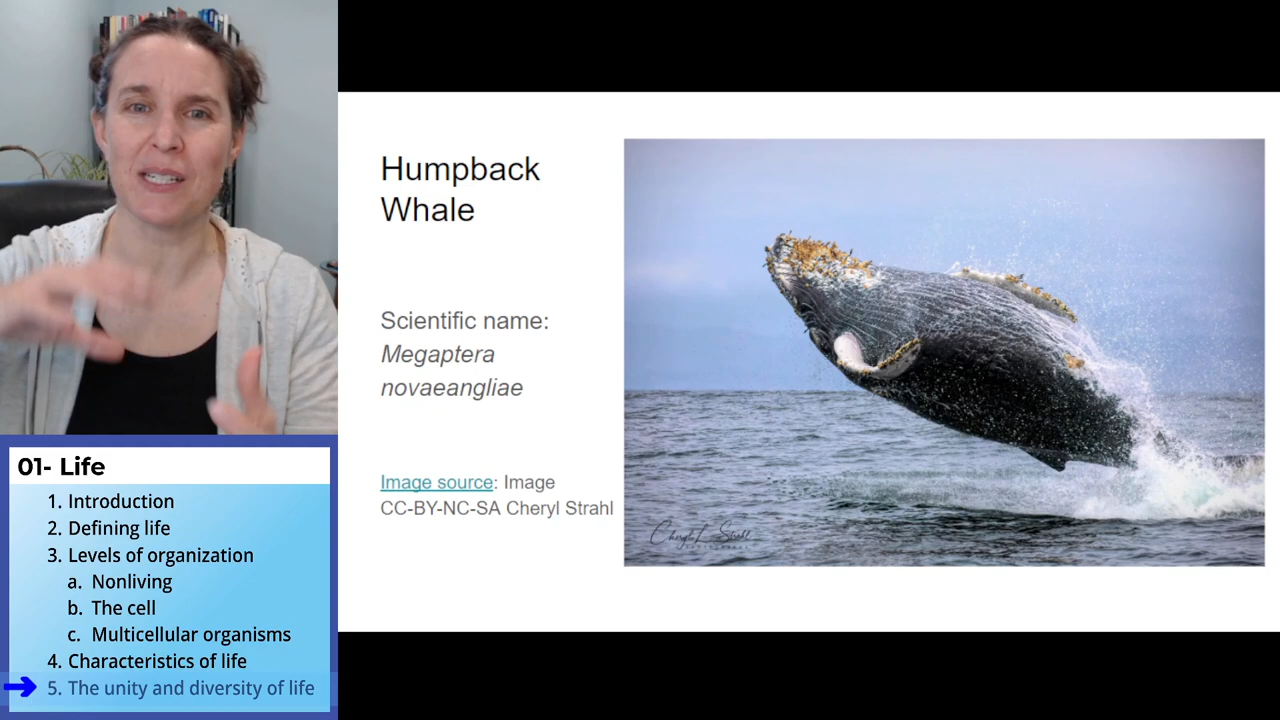 Humpback
Whale
Scientific name:
Megaptera
novaeangliae
Image source: Image
CC-BY-NC-SA Cheryl Strahl
Cheryl L Strahl
01- Life
1. Introduction
2. Defining life
3. Levels of organization
a. Nonliving
b. The cell
c. Multicellular organisms
4. Characteristics of life
5. The unity and diversity of life